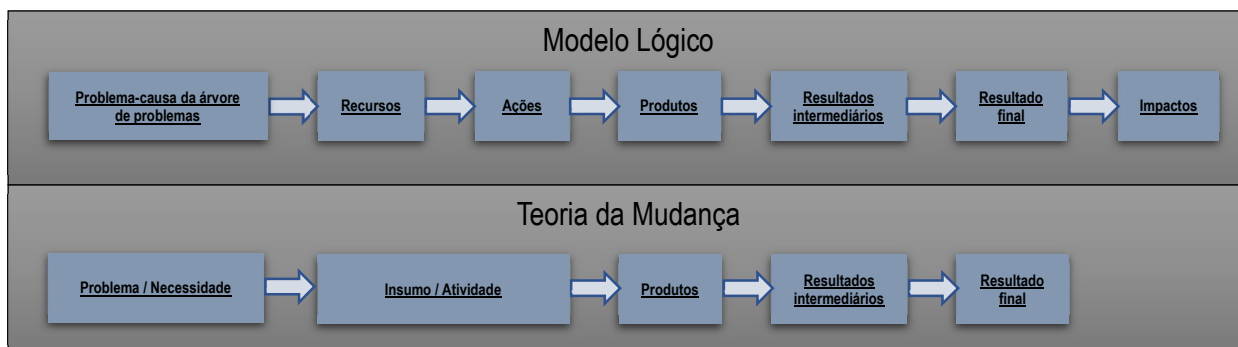 Modelo Lógico
Problema-causa da árvore
de problemas
Recursos
Ações
Produtos
Resultados
intermediários
Resultado
final
Impactos
Teoria da Mudança
Problema / Necessidade
Insumo / Atividade
Produtos
Resultados
intermediários
Resultado
final